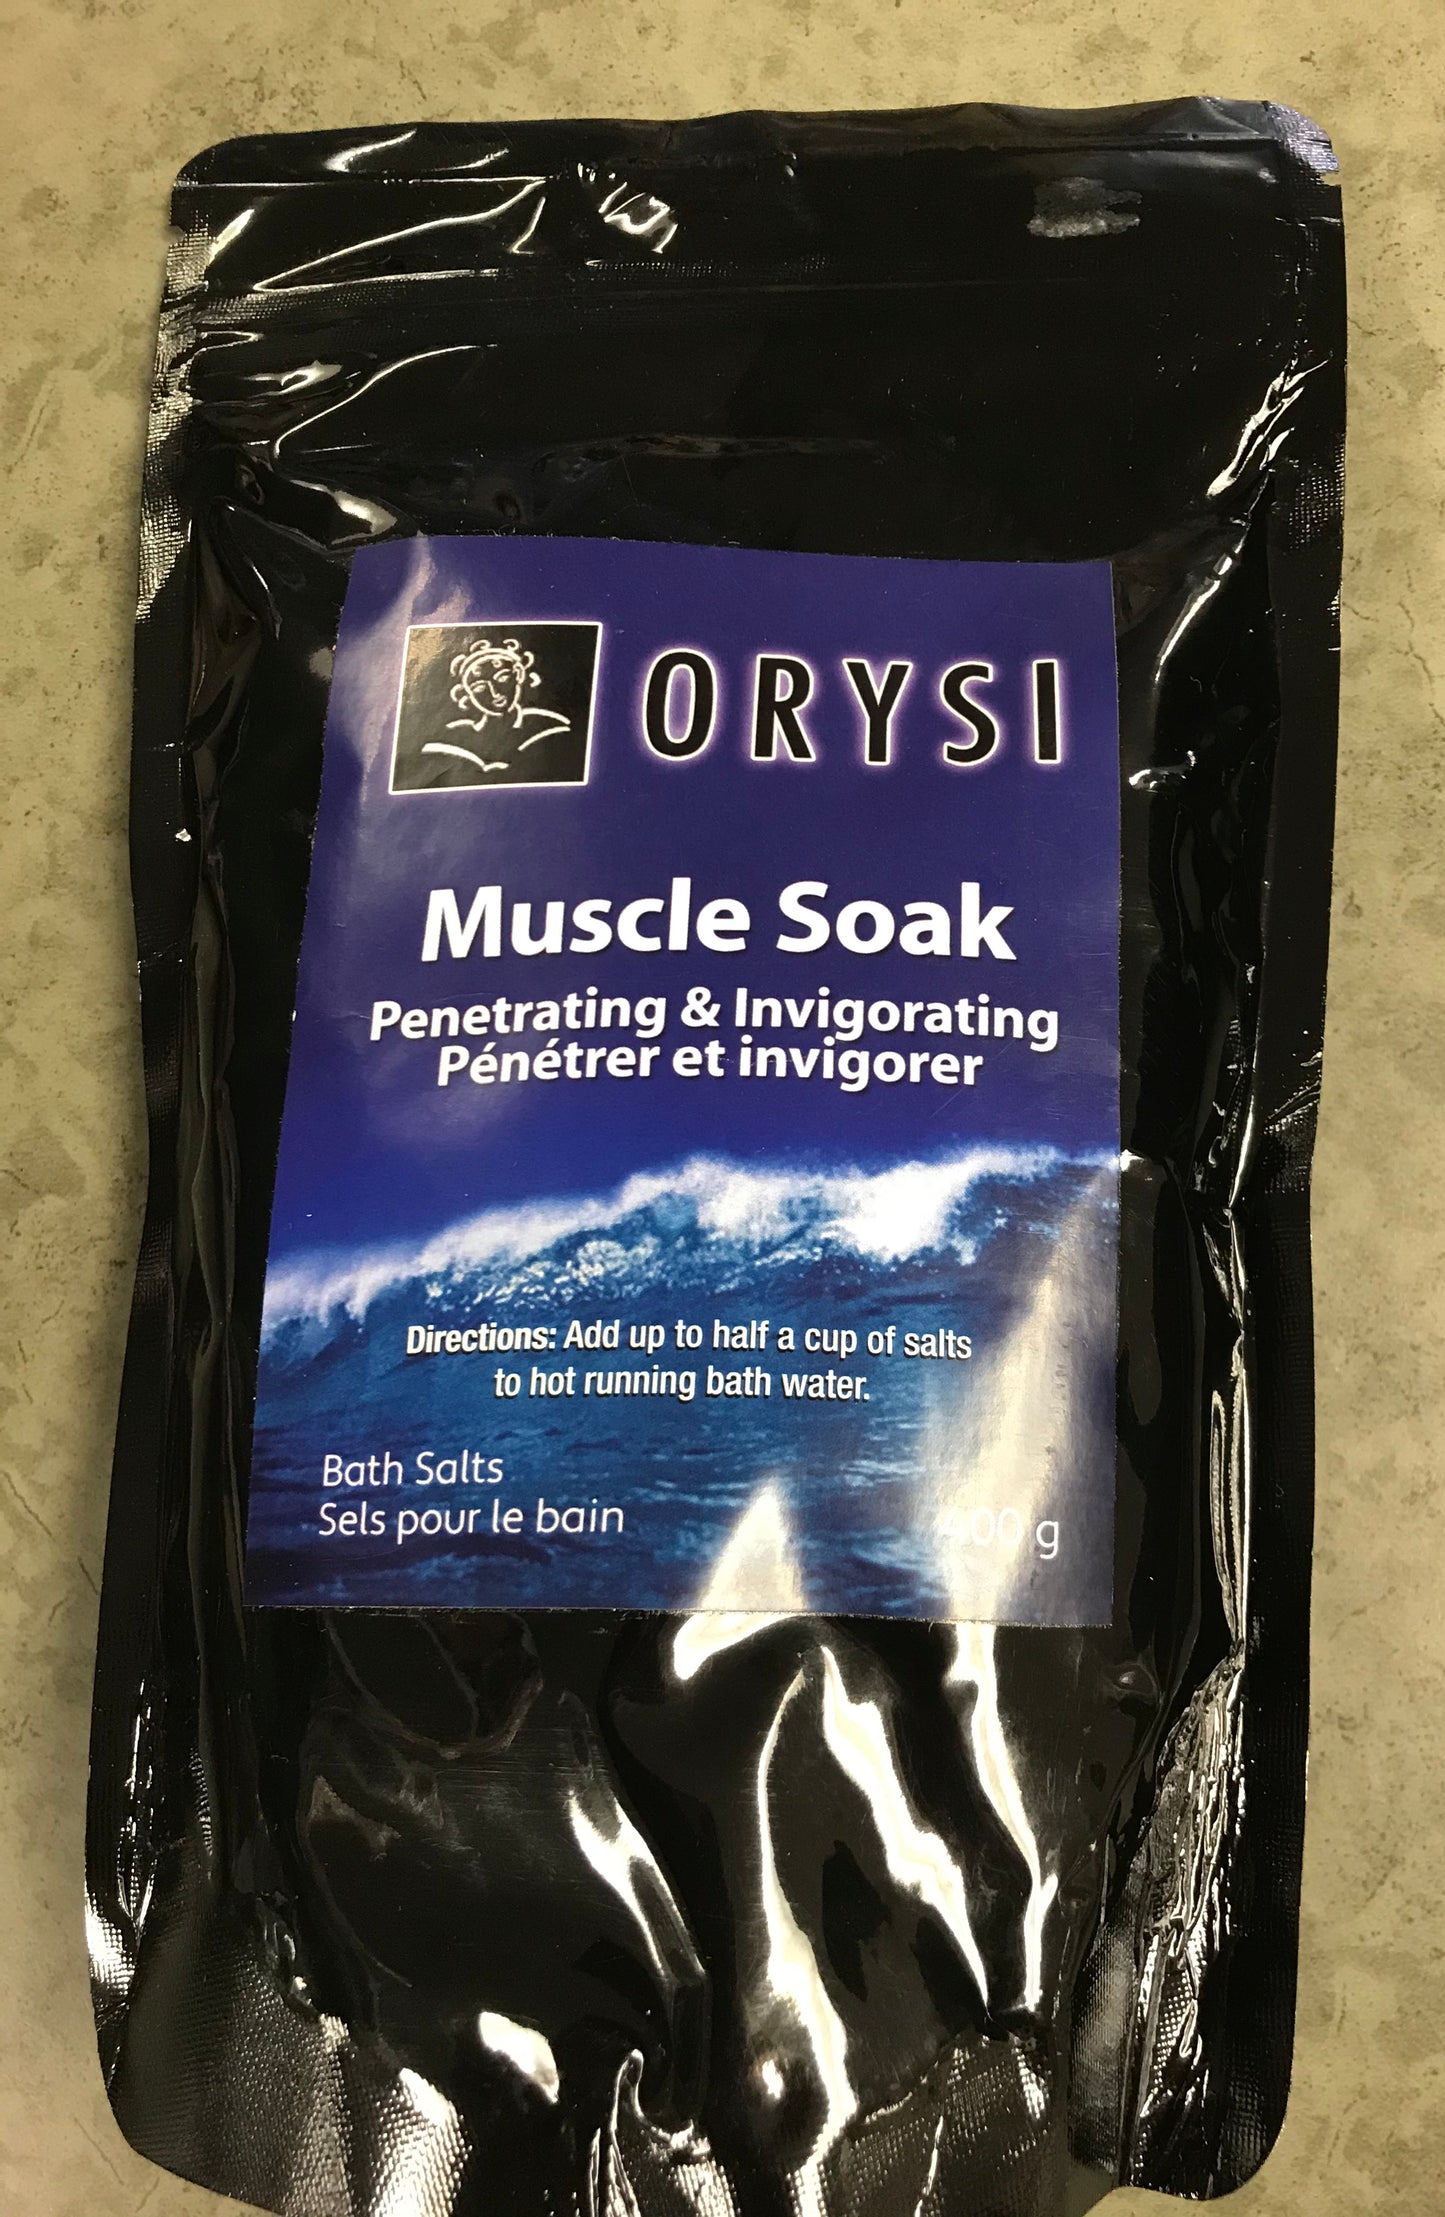 ORYSI
Muscle Soak
Penetrating & Invigorating
Pénétrer et invigorer
Directions: Add up to half a cup of salts
to hot running bath water.
Bath Salts
Sels pour le bain
400 g